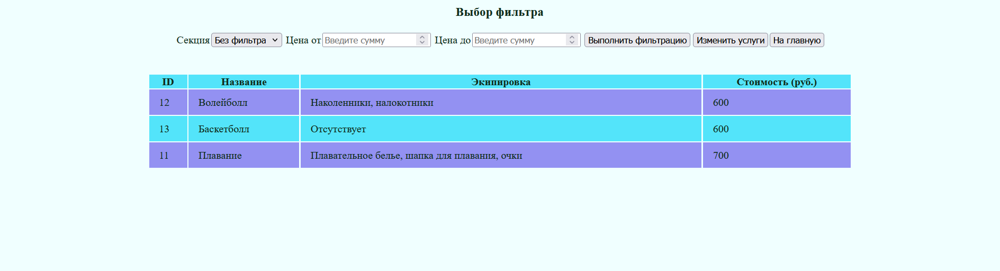 Выбор фильтра
Секция Без фильтра Цена от Введите сумму Цена до Введите сумму Выполнить фильтрацию Изменить услуги На главную
ID Название Экипировка Стоимость (руб.)
12 Волейболл Наколенники, налокотники 600
13 Баскетболл Отсутствует 600
11 Плавание Плавательное белье, шапка для плавания, очки 700